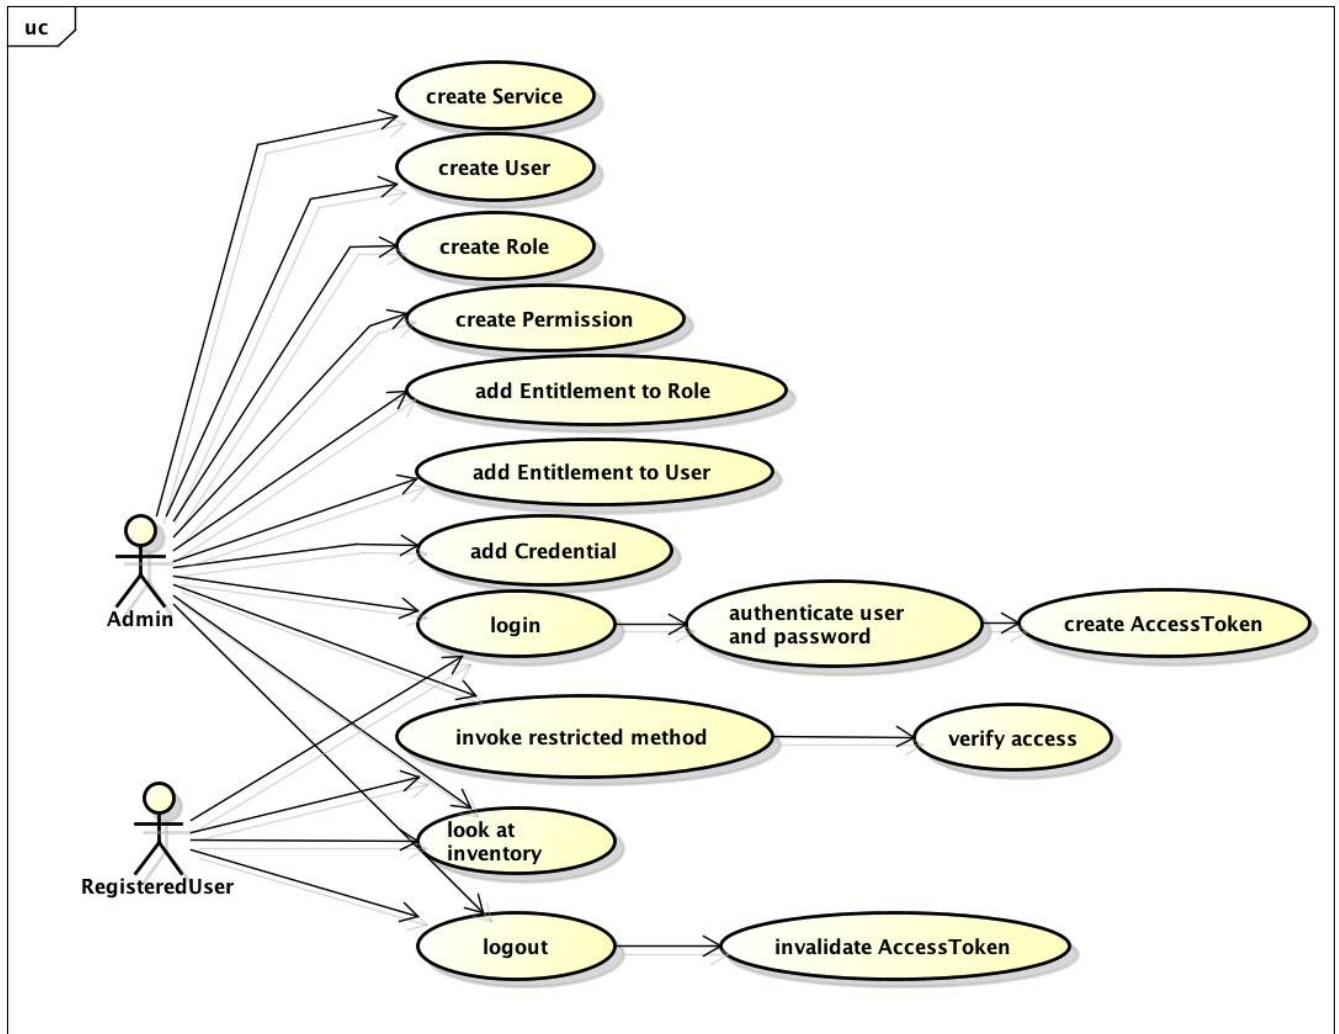 uc
create Service
create User
create Role
create Permission
add Entitlement to Role
add Entitlement to User
add Credential
Admin
login
authenticate user
and password
create AccessToken
invoke restricted method
verify access
look at
inventory
RegisteredUser
logout
invalidate AccessToken